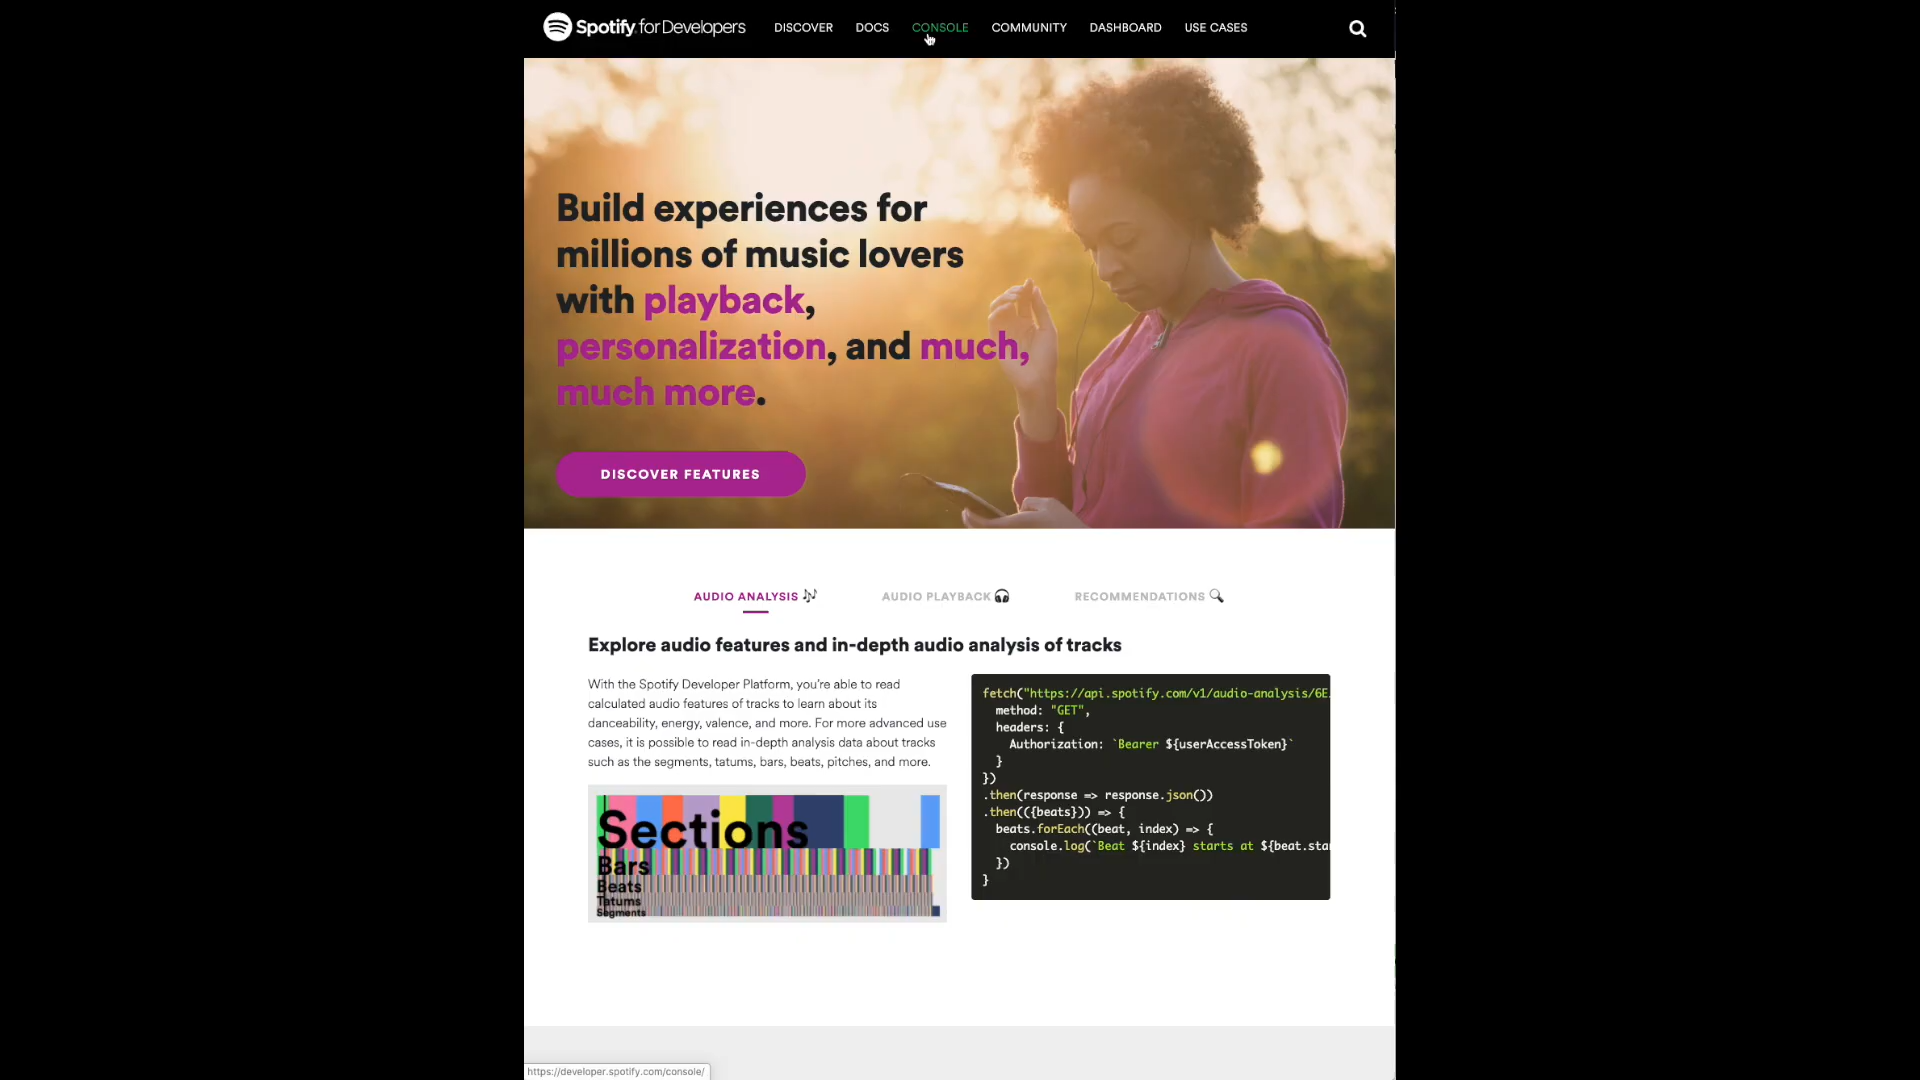 Spotify for Developers
DISCOVER
DOCS
CONSOLE
COMMUNITY
DASHBOARD
USE CASES
Build experiences for
millions of music lovers
with playback,
personalization, and much,
much more.
DISCOVER FEATURES
AUDIO ANALYSIS
AUDIO PLAYBACK
RECOMMENDATIONS
Explore audio features and in-depth audio analysis of tracks
With the Spotify Developer Platform, you're able to read
calculated audio features of tracks to learn about its
danceability, energy, valence, and more. For more advanced use
cases, it is possible to read in-depth analysis data about tracks
such as the segments, tatums, bars, beats, pitches, and more.
Sections
Bars
Beats
Tatums
Segments
fetch("https://api.spotify.com/v1/audio-analysis/6E
method: "GET",
headers: {
Authorization: `Bearer ${userAccessToken}`
}
})
.then(response => response.json())
.then(({beats}) => {
beats.forEach((beat, index) => {
console.log(`Beat ${index} starts at ${beat.star
})
}
https://developer.spotify.com/console/